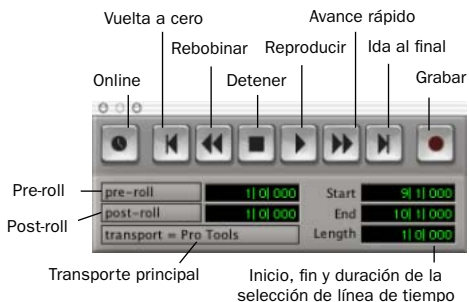 Vuelta a cero
Avance rápido
Rebobinar
Reproducir
Ida al final
Online
Detener
Grabar
Pre-roll
pre-roll
1| 0| 000
Start
9| 1| 000
Post-roll
post-roll
1| 0| 000
End
10| 1| 000
transport = Pro Tools
Length
1| 0| 000
Transporte principal
Inicio, fin y duración de la
selección de línea de tiempo